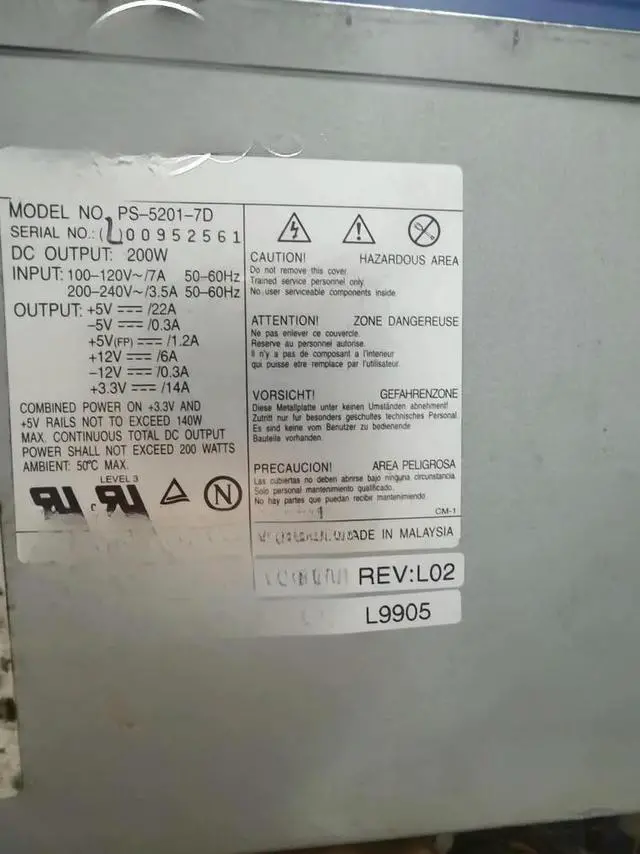 MODEL NO. PS-5201-7D
SERIAL NO.:(L)00952561
DC OUTPUT: 200W
INPUT: 100-120V~/7A 50-60Hz
200-240V~/3.5A 50-60Hz
OUTPUT: +5V ⎓ /22A
-5V ⎓ /0.3A
+5V(FP) ⎓ /1.2A
+12V ⎓ /6A
-12V ⎓ /0.3A
+3.3V ⎓ /14A
COMBINED POWER ON +3.3V AND
+5V RAILS NOT TO EXCEED 140W
MAX. CONTINUOUS TOTAL DC OUTPUT
POWER SHALL NOT EXCEED 200 WATTS
AMBIENT: 50°C MAX.
LEVEL 3
N
CAUTION! HAZARDOUS AREA
Do not remove this cover.
Trained service personnel only.
No user serviceable components inside.
ATTENTION! ZONE DANGEREUSE
Ne pas enlever ce couvercle.
Reserve au personnel autorise.
Il n'y a pas de composant a l'interieur
qui puisse etre remplace par l'utilisateur.
VORSICHT! GEFAHRENZONE
Diese Metallplatte unter keinen Umständen abnehment!
Zutritt nur fur besonders geschultes technisches Personal.
Es sind keine vom Benutzer zu bedienende
Bauteile vorhanden.
PRECAUCION! AREA PELIGROSA
Las cubiertas no deben abrirse bajo ninguna circunstancia.
Solo personal mantenimiento qualificado.
No hay partes que puedan recibir mantenimiendo.
CM-1
MADE IN MALAYSIA
REV:L02
L9905